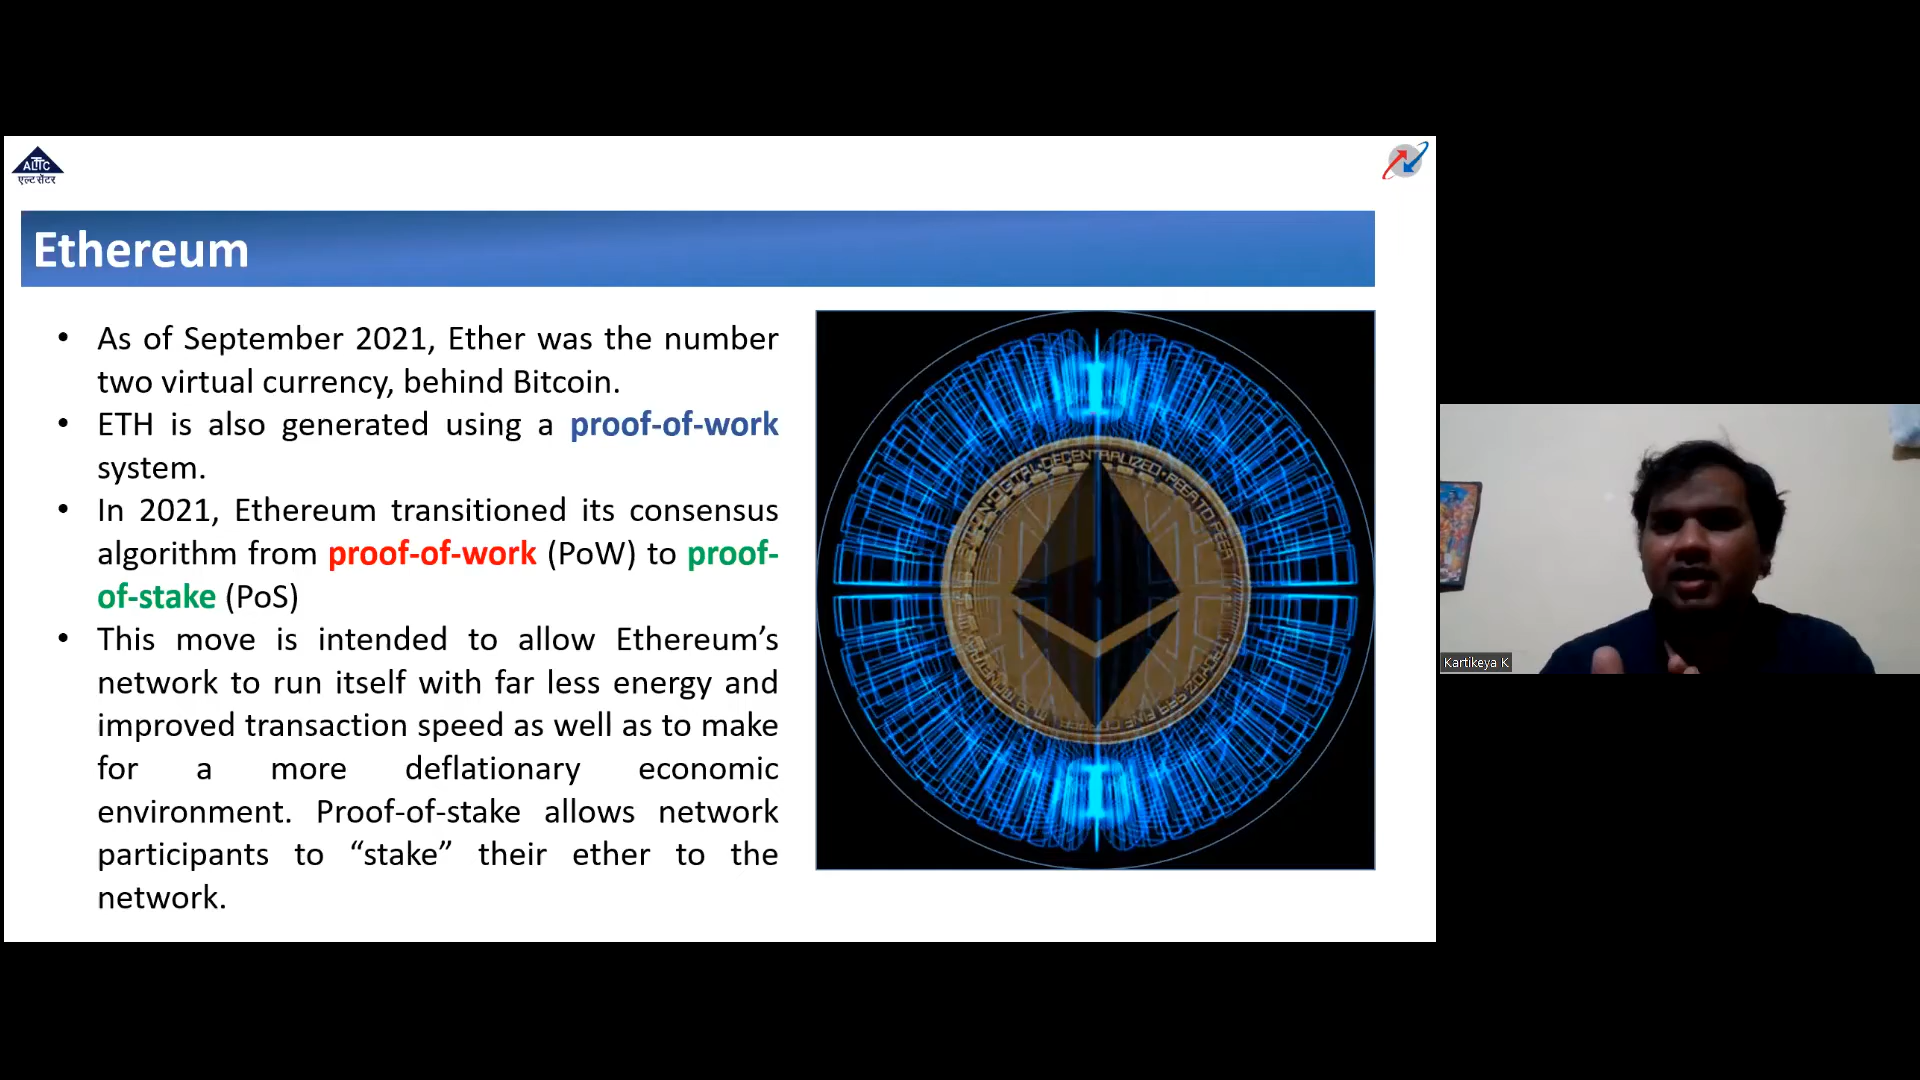 ALTTC
एल्ट सेंटर
Ethereum
• As of September 2021, Ether was the number
two virtual currency, behind Bitcoin.
• ETH is also generated using a proof-of-work
system.
• In 2021, Ethereum transitioned its consensus
algorithm from proof-of-work (PoW) to proof-
of-stake (PoS)
• This move is intended to allow Ethereum’s
network to run itself with far less energy and
improved transaction speed as well as to make
for a more deflationary economic
environment. Proof-of-stake allows network
participants to “stake” their ether to the
network.
DIGITAL • DECENTRALIZED • PEER TO PEER
Kartikeya K